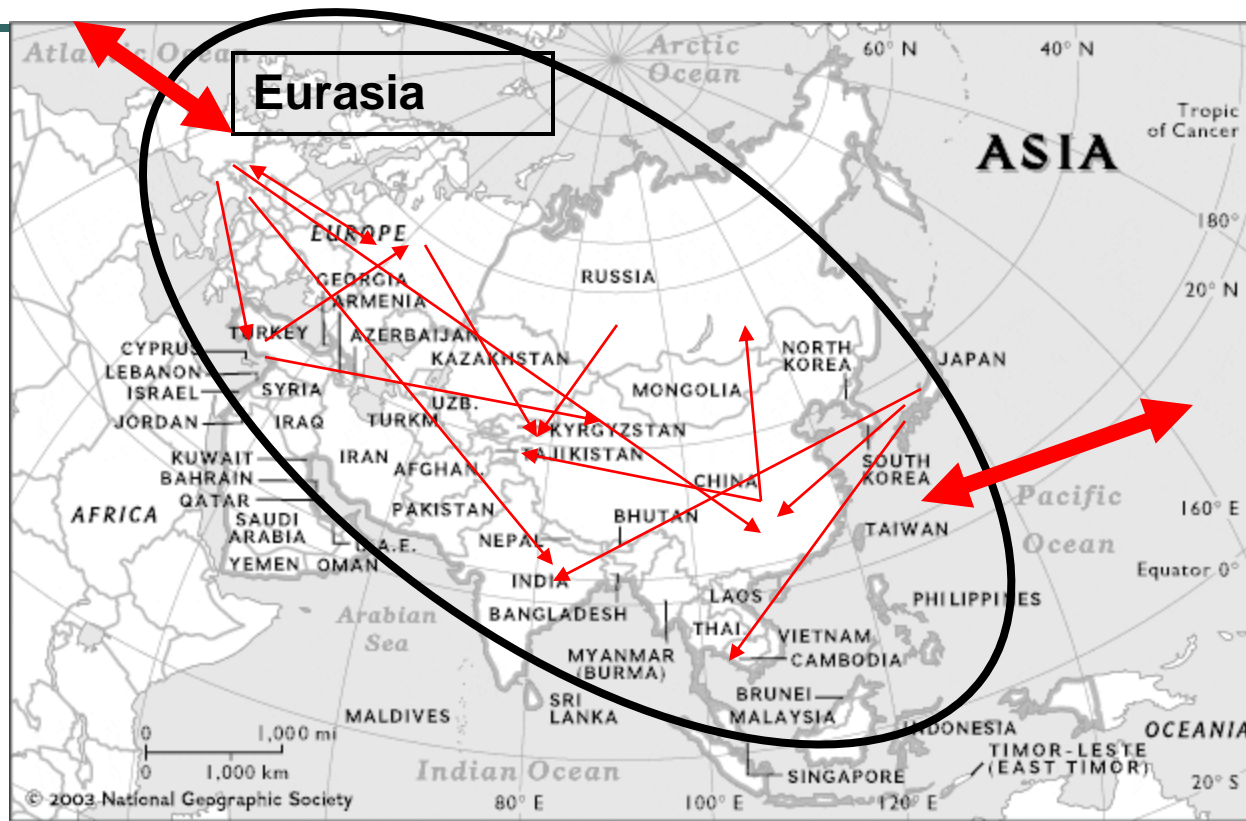 Atlantic Ocean
Eurasia
Arctic
Ocean
60° N
40° N
Tropic
of Cancer
ASIA
180°
20° N
EUROPE
RUSSIA
GEORGIA
ARMENIA
TURKEY
AZERBAIJAN
CYPRUS
LEBANON
ISRAEL
JORDAN
SYRIA
IRAQ
KAZAKHSTAN
UZB.
TURKM.
MONGOLIA
NORTH
KOREA
JAPAN
KYRGYZSTAN
TAJIKISTAN
KUWAIT
BAHRAIN
QATAR
IRAN
AFGHAN.
PAKISTAN
CHINA
SOUTH
KOREA
Pacific
Ocean
160° E
AFRICA
SAUDI
ARABIA
U.A.E.
YEMEN
OMAN
NEPAL
BHUTAN
TAIWAN
Equator 0°
INDIA
BANGLADESH
LAOS
PHILIPPINES
Arabian
Sea
THAI.
VIETNAM
CAMBODIA
MYANMAR
(BURMA)
SRI
LANKA
MALDIVES
BRUNEI
MALAYSIA
INDONESIA
OCEANIA
TIMOR-LESTE
(EAST TIMOR)
SINGAPORE
0 1,000 mi
0 1,000 km
Indian Ocean
20° S
© 2003 National Geographic Society
80° E
100° E
120° E